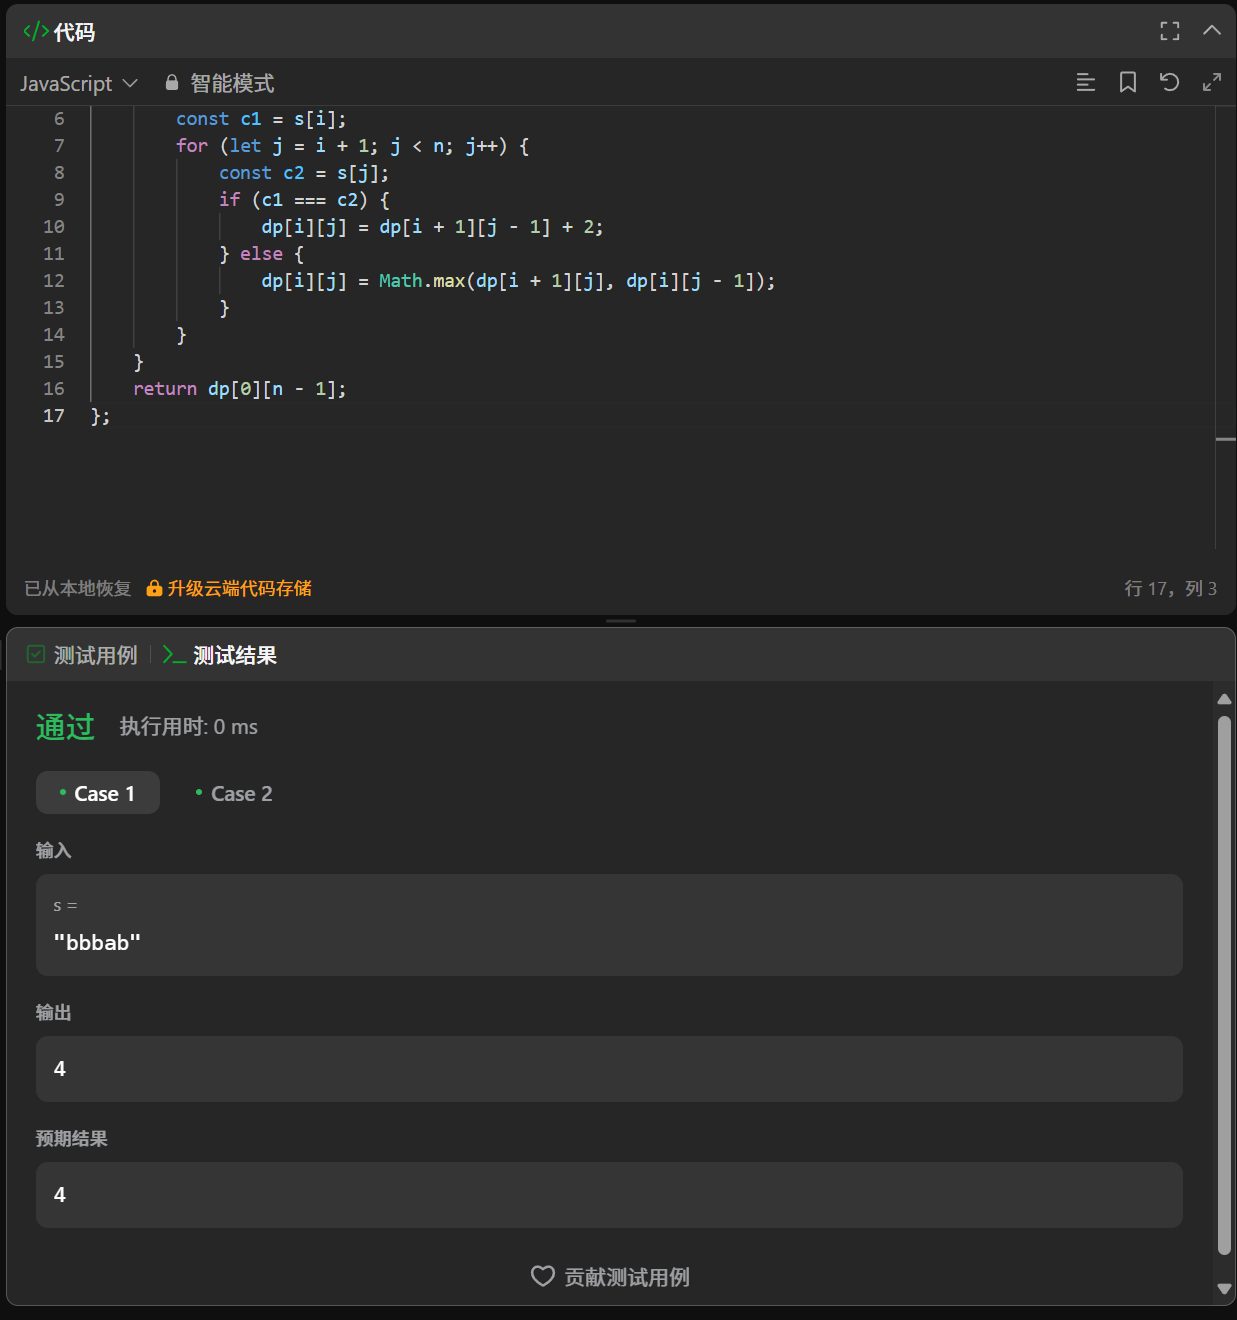 </> 代码
JavaScript 智能模式
6 const c1 = s[i];
7 for (let j = i + 1; j < n; j++) {
8 const c2 = s[j];
9 if (c1 === c2) {
10 dp[i][j] = dp[i + 1][j - 1] + 2;
11 } else {
12 dp[i][j] = Math.max(dp[i + 1][j], dp[i][j - 1]);
13 }
14 }
15 }
16 return dp[0][n - 1];
17 };
已从本地恢复 升级云端代码存储 行 17，列 3
测试用例 >_ 测试结果
通过 执行用时: 0 ms
• Case 1 • Case 2
输入
s =
"bbbab"
输出
4
预期结果
4
贡献测试用例